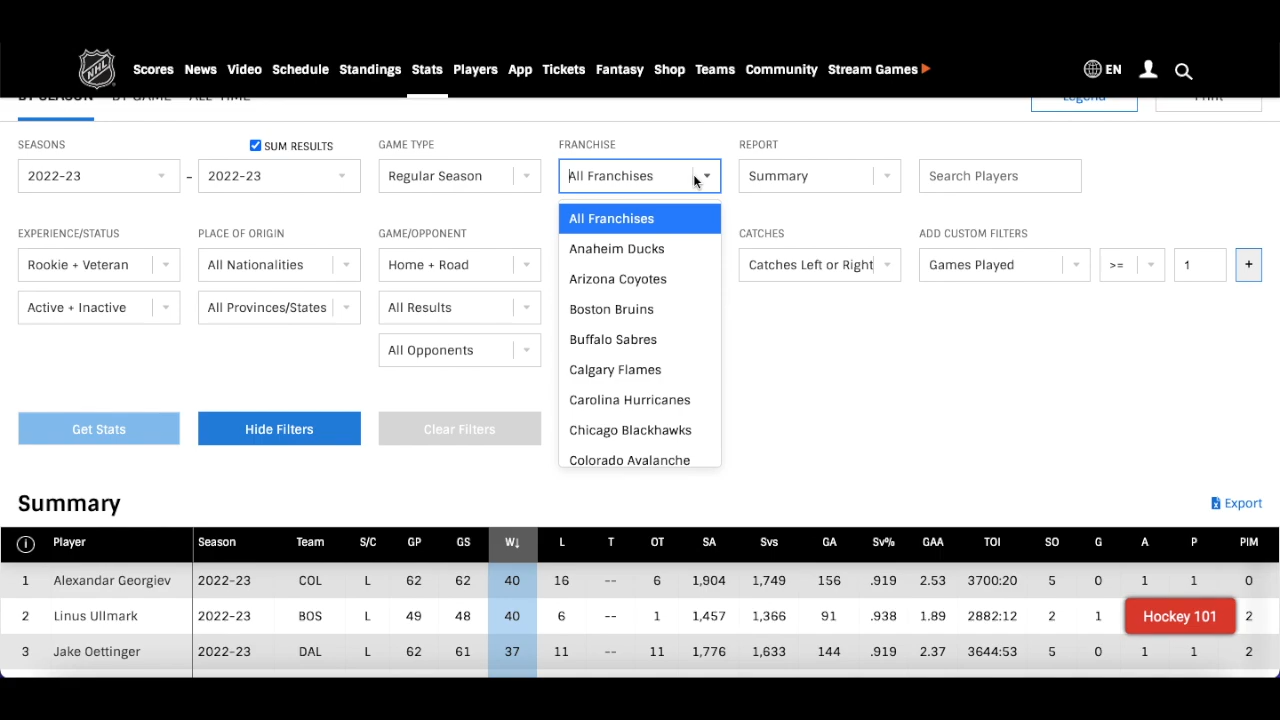 NHL
Scores News Video Schedule Standings Stats Players App Tickets Fantasy Shop Teams Community Stream Games EN
BY SEASON BY GAME ALL TIME Legend Print
SEASONS SUM RESULTS GAME TYPE FRANCHISE REPORT
2022-23 – 2022-23 Regular Season All Franchises Summary Search Players
All Franchises
Anaheim Ducks
Arizona Coyotes
Boston Bruins
Buffalo Sabres
Calgary Flames
Carolina Hurricanes
Chicago Blackhawks
Colorado Avalanche
EXPERIENCE/STATUS PLACE OF ORIGIN GAME/OPPONENT CATCHES ADD CUSTOM FILTERS
Rookie + Veteran All Nationalities Home + Road Catches Left or Right Games Played >= 1 +
Active + Inactive All Provinces/States All Results
All Opponents
Get Stats Hide Filters Clear Filters
Summary Export
i Player Season Team S/C GP GS W↓ L T OT SA Svs GA Sv% GAA TOI SO G A P PIM
1 Alexandar Georgiev 2022-23 COL L 62 62 40 16 -- 6 1,904 1,749 156 .919 2.53 3700:20 5 0 1 1 0
2 Linus Ullmark 2022-23 BOS L 49 48 40 6 -- 1 1,457 1,366 91 .938 1.89 2882:12 2 1 Hockey 101 2
3 Jake Oettinger 2022-23 DAL L 62 61 37 11 -- 11 1,776 1,633 144 .919 2.37 3644:53 5 0 1 1 2